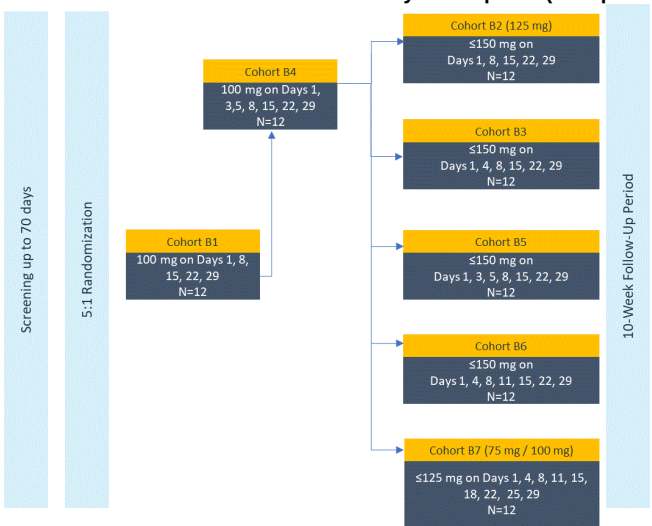 Screening up to 70 days
5:1 Randomization
Cohort B1
100 mg on Days 1, 8,
15, 22, 29
N=12
Cohort B4
100 mg on Days 1,
3,5, 8, 15, 22, 29
N=12
Cohort B2 (125 mg)
≤150 mg on
Days 1, 8, 15, 22, 29
N=12
Cohort B3
≤150 mg on
Days 1, 4, 8, 15, 22, 29
N=12
Cohort B5
≤150 mg on
Days 1, 3, 5, 8, 15, 22, 29
N=12
Cohort B6
≤150 mg on
Days 1, 4, 8, 11, 15, 22, 29
N=12
Cohort B7 (75 mg / 100 mg)
≤125 mg on Days 1, 4, 8, 11, 15,
18, 22, 25, 29
N=12
10-Week Follow-Up Period